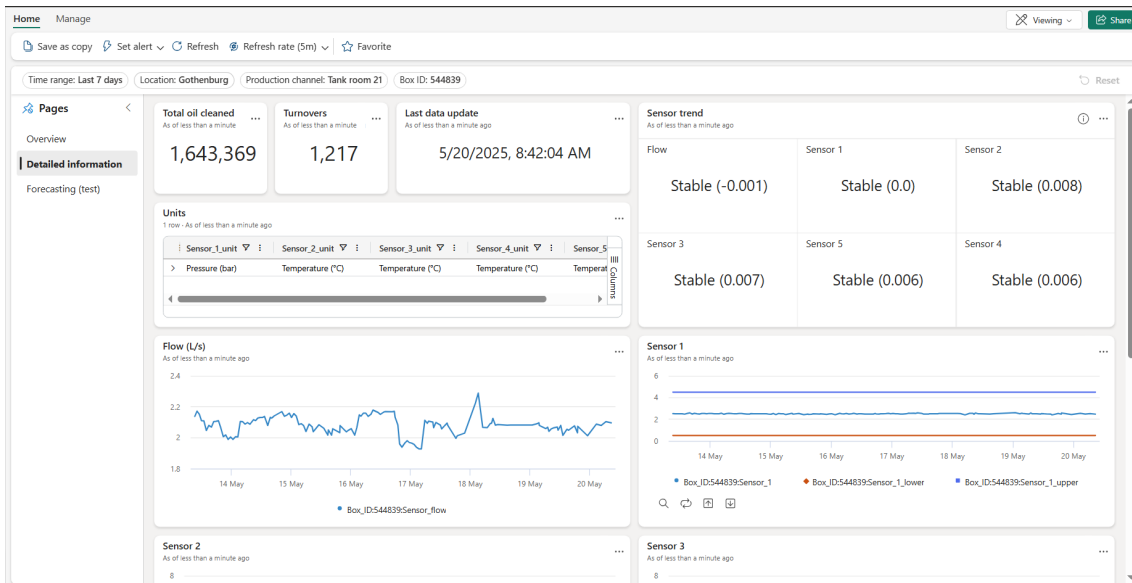 Home Manage
Viewing
Share
Save as copy Set alert Refresh Refresh rate (5m) Favorite
Time range: Last 7 days Location: Gothenburg Production channel: Tank room 21 Box ID: 544839
Reset
Pages
Overview
Detailed information
Forecasting (test)
Total oil cleaned
As of less than a minute
1,643,369
Turnovers
As of less than a minute
1,217
Last data update
As of less than a minute ago
5/20/2025, 8:42:04 AM
Sensor trend
As of less than a minute ago
Flow
Stable (-0.001)
Sensor 1
Stable (0.0)
Sensor 2
Stable (0.008)
Sensor 3
Stable (0.007)
Sensor 5
Stable (0.006)
Sensor 4
Stable (0.006)
Units
1 row · As of less than a minute ago
Sensor_1_unit Sensor_2_unit Sensor_3_unit Sensor_4_unit Sensor_5
Pressure (bar) Temperature (°C) Temperature (°C) Temperature (°C) Temperat
Columns
Flow (L/s)
As of less than a minute ago
2.4
2.2
2
1.8
14 May 15 May 16 May 17 May 18 May 19 May 20 May
Box_ID:544839:Sensor_flow
Sensor 1
As of less than a minute ago
6
4
2
0
14 May 15 May 16 May 17 May 18 May 19 May 20 May
Box_ID:544839:Sensor_1 Box_ID:544839:Sensor_1_lower Box_ID:544839:Sensor_1_upper
Sensor 2
As of less than a minute ago
8
Sensor 3
As of less than a minute ago
8